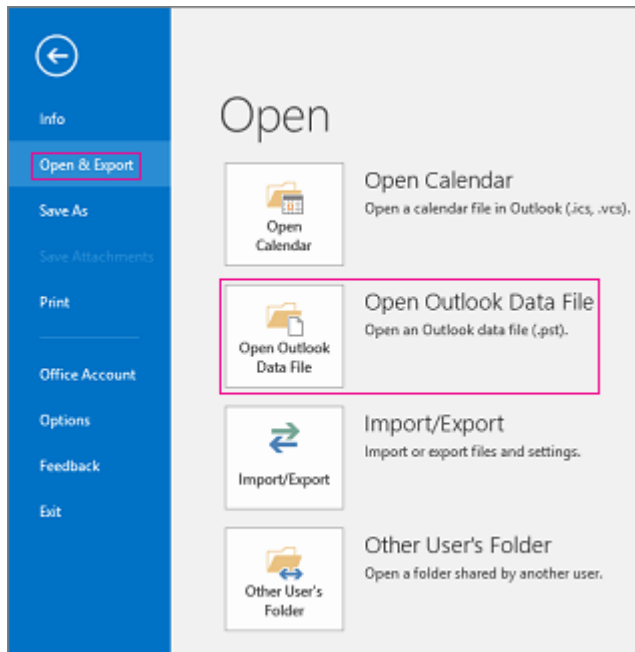 Info
Open & Export
Save As
Save Attachments
Print
Office Account
Options
Feedback
Exit
Open
Open
Calendar
Open Calendar
Open a calendar file in Outlook (.ics, .vcs).
Open Outlook
Data File
Open Outlook Data File
Open an Outlook data file (.pst).
Import/Export
Import/Export
Import or export files and settings.
Other User's
Folder
Other User's Folder
Open a folder shared by another user.